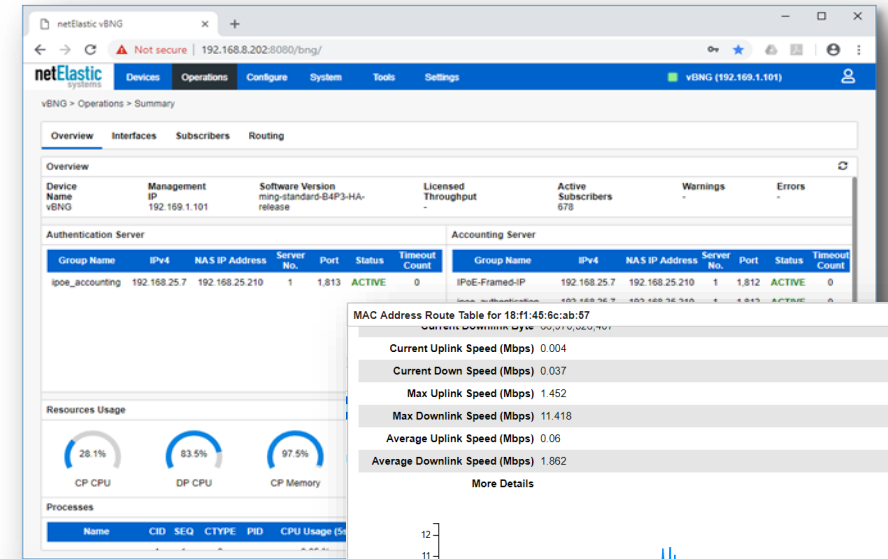 netElastic vBNG
Not secure | 192.168.8.202:8080/bng/
netElastic systems Devices Operations Configure System Tools Settings vBNG (192.169.1.101)
vBNG > Operations > Summary
Overview Interfaces Subscribers Routing
Overview
Device Name Management IP Software Version Licensed Throughput Active Subscribers Warnings Errors
vBNG 192.169.1.101 ming-standard-B4P3-HA-release - 678 - -
Authentication Server Accounting Server
Group Name IPv4 NAS IP Address Server No. Port Status Timeout Count Group Name IPv4 NAS IP Address Server No. Port Status Timeout Count
ipoe_accounting 192.168.25.7 192.168.25.210 1 1,813 ACTIVE 0 IPoE-Framed-IP 192.168.25.7 192.168.25.210 1 1,812 ACTIVE 0
MAC Address Route Table for 18:f1:45:6c:ab:57
Current Downlink Byte
Current Uplink Speed (Mbps) 0.004
Current Down Speed (Mbps) 0.037
Max Uplink Speed (Mbps) 1.452
Max Downlink Speed (Mbps) 11.418
Average Uplink Speed (Mbps) 0.06
Average Downlink Speed (Mbps) 1.862
More Details
12
11
Resources Usage
28.1% 83.5% 97.5%
CP CPU DP CPU CP Memory
Processes
Name CID SEQ CTYPE PID CPU Usage (5s